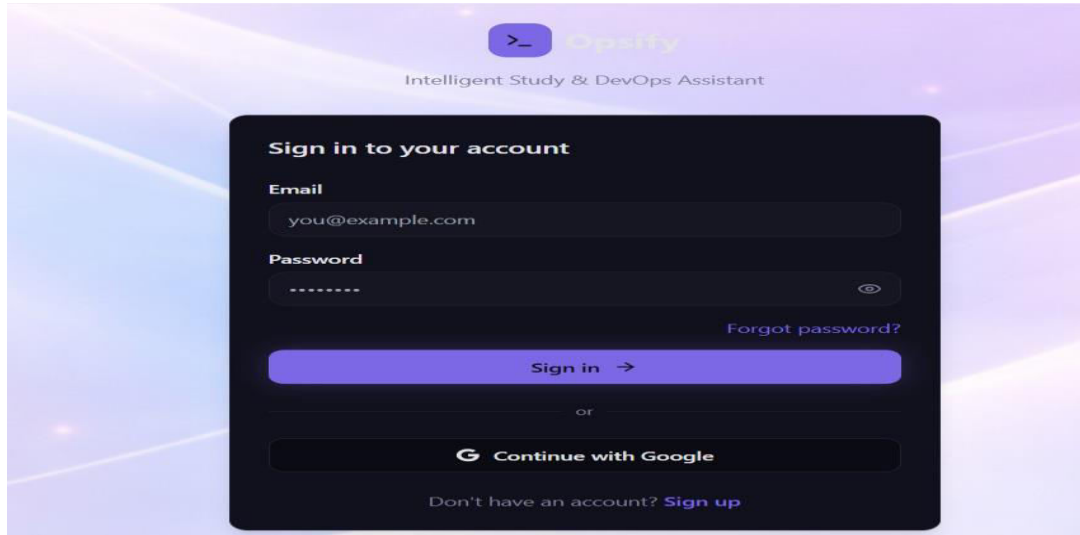 >_ Opsify
Intelligent Study & DevOps Assistant
Sign in to your account
Email
you@example.com
Password
••••••••
Forgot password?
Sign in →
or
G Continue with Google
Don't have an account? Sign up